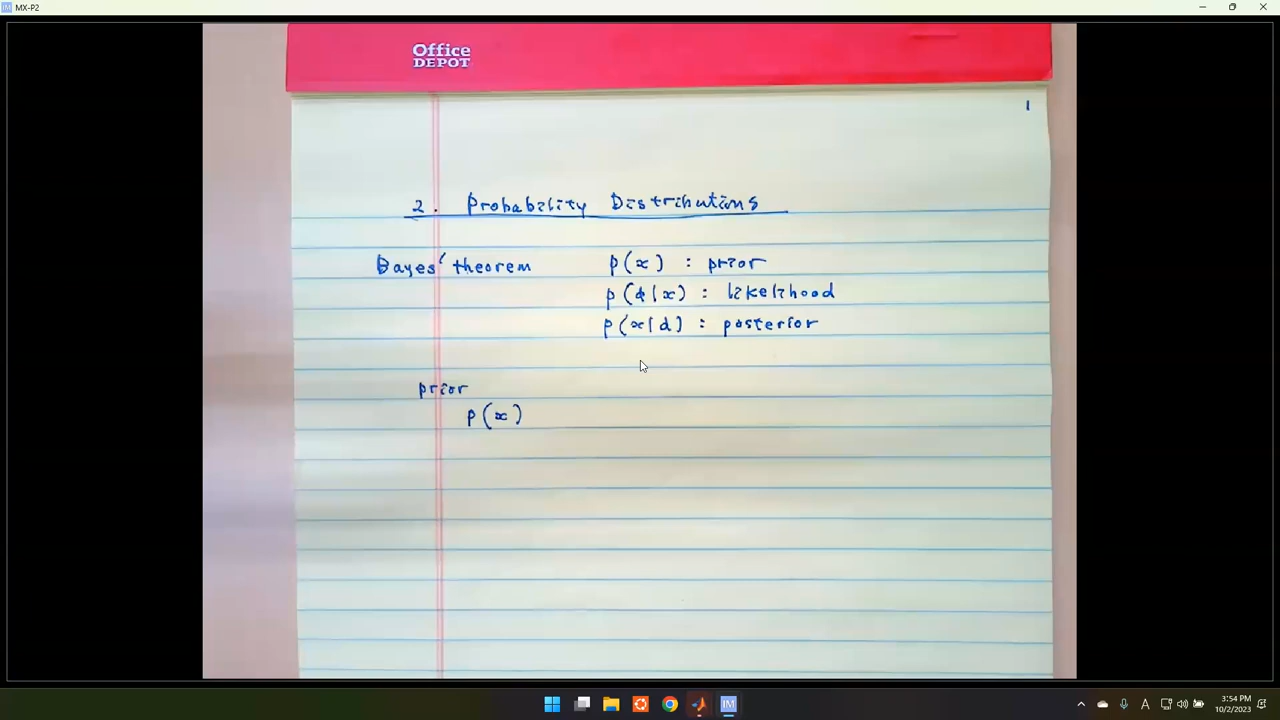 MX-P2
Office
DEPOT
1
2. Probability Distributions
Bayes' theorem p(x) : prior
p(d|x) : likelihood
p(x|d) : posterior
prior
p(x)
3:54 PM
10/2/2023